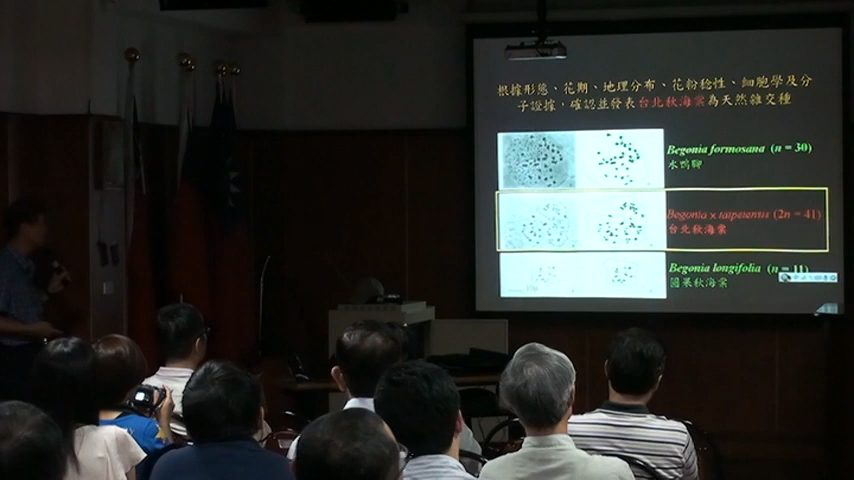 根據形態、花期、地理分布、花粉稔性、細胞學及分
子證據，確認並發表台北秋海棠為天然雜交種
Begonia formosana (n = 30)
水鴨腳
Begonia × taipeiensis (2n = 41)
台北秋海棠
Begonia longifolia (n = 11)
圓果秋海棠